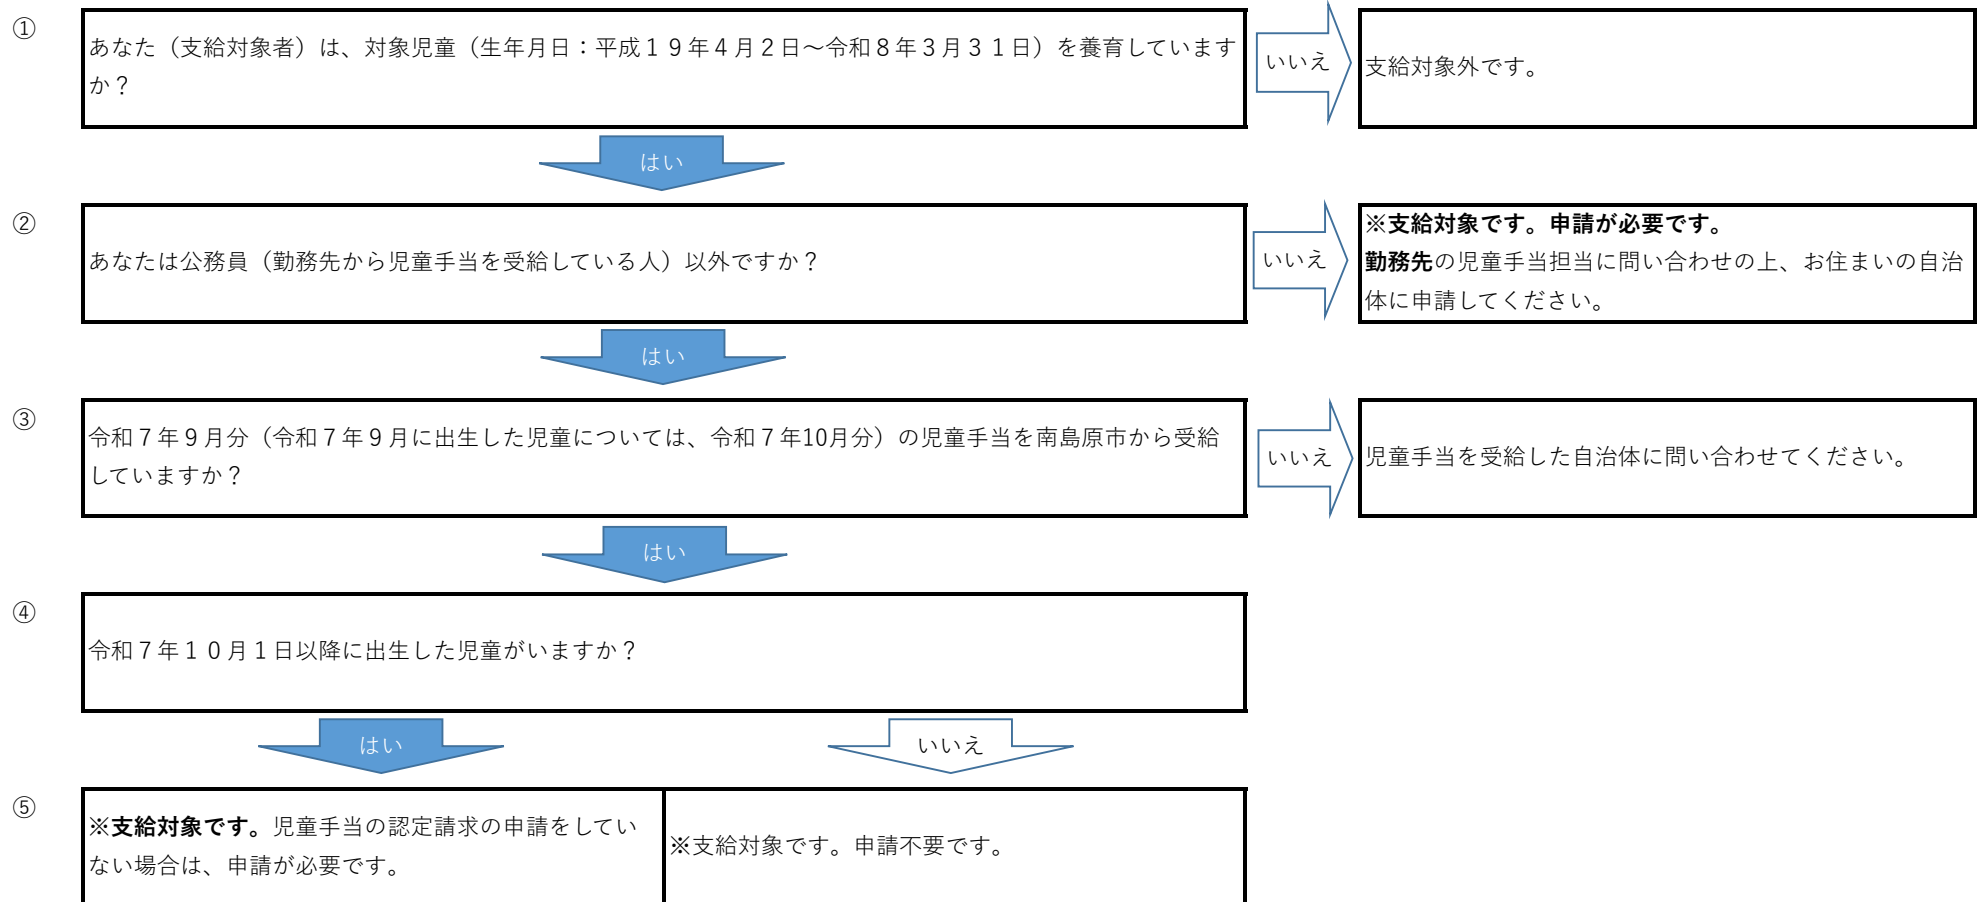 ①
あなた（支給対象者）は、対象児童（生年月日：平成１９年４月２日～令和８年３月３１日）を養育しています
か？
いいえ
支給対象外です。
はい
②
あなたは公務員（勤務先から児童手当を受給している人）以外ですか？
いいえ
※支給対象です。申請が必要です。
勤務先の児童手当担当に問い合わせの上、お住まいの自治
体に申請してください。
はい
③
令和７年９月分（令和７年９月に出生した児童については、令和７年10月分）の児童手当を南島原市から受給
していますか？
いいえ
児童手当を受給した自治体に問い合わせてください。
はい
④
令和７年１０月１日以降に出生した児童がいますか？
はい
いいえ
⑤
※支給対象です。児童手当の認定請求の申請をしてい
ない場合は、申請が必要です。
※支給対象です。申請不要です。